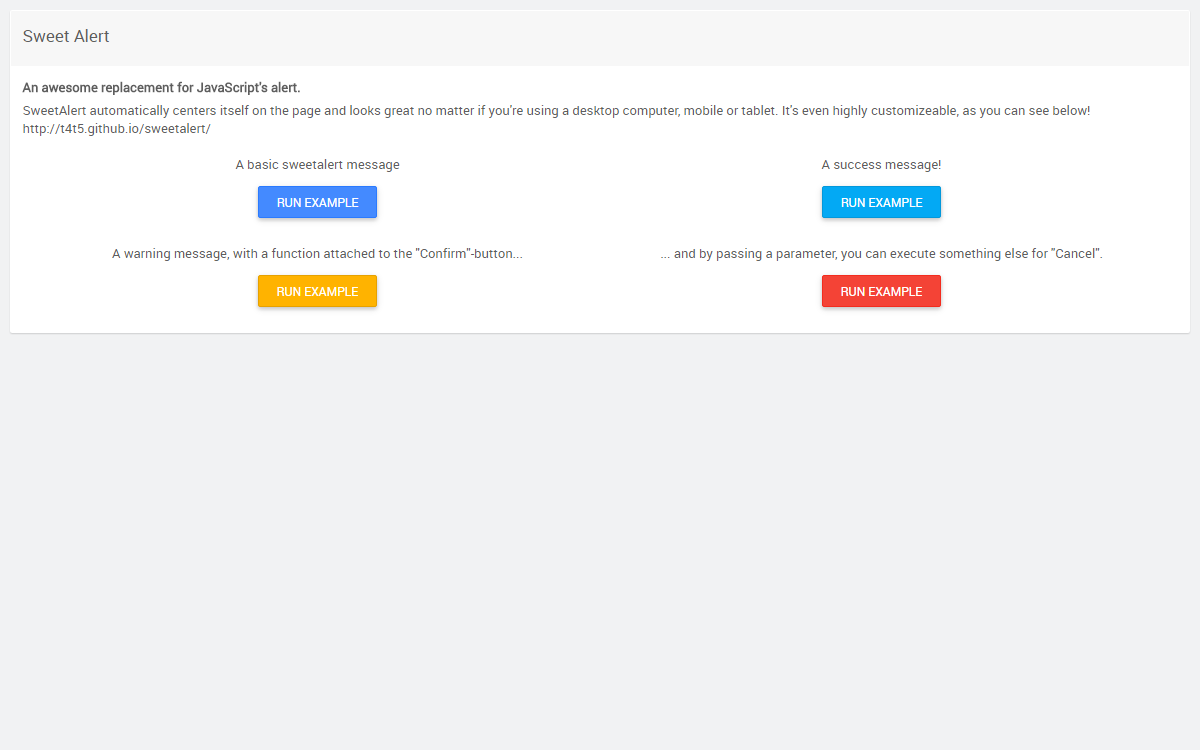 Sweet Alert
An awesome replacement for JavaScript's alert.
SweetAlert automatically centers itself on the page and looks great no matter if you're using a desktop computer, mobile or tablet. It's even highly customizeable, as you can see below!
http://t4t5.github.io/sweetalert/
A basic sweetalert message
RUN EXAMPLE
A success message!
RUN EXAMPLE
A warning message, with a function attached to the "Confirm"-button...
RUN EXAMPLE
... and by passing a parameter, you can execute something else for "Cancel".
RUN EXAMPLE